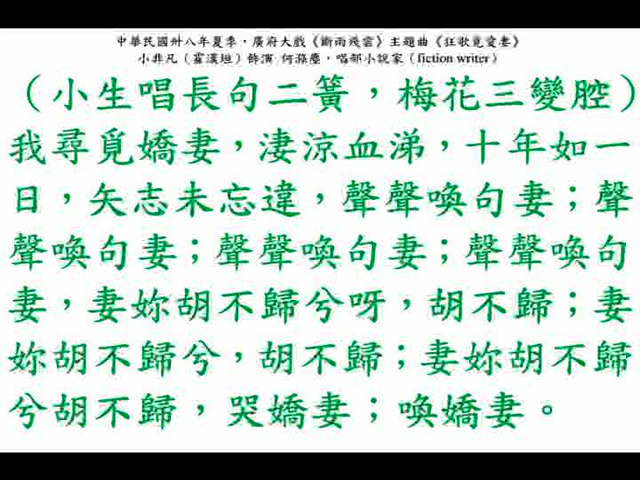 中華民國卅八年夏季，廣府大戲《斷雨殘雲》主題曲《狂歌覓愛妻》
小非凡（霍漢垣）飾演 何滌塵，唱那小說家（fiction writer）
（小生唱長句二簧，梅花三變腔）
我尋覓嬌妻，淒涼血涕，十年如一
日，矢志未忘違，聲聲喚句妻；聲
聲喚句妻；聲聲喚句妻；聲聲喚句
妻，妻妳胡不歸兮呀，胡不歸；妻
妳胡不歸兮，胡不歸；妻妳胡不歸
兮胡不歸，哭嬌妻；喚嬌妻。